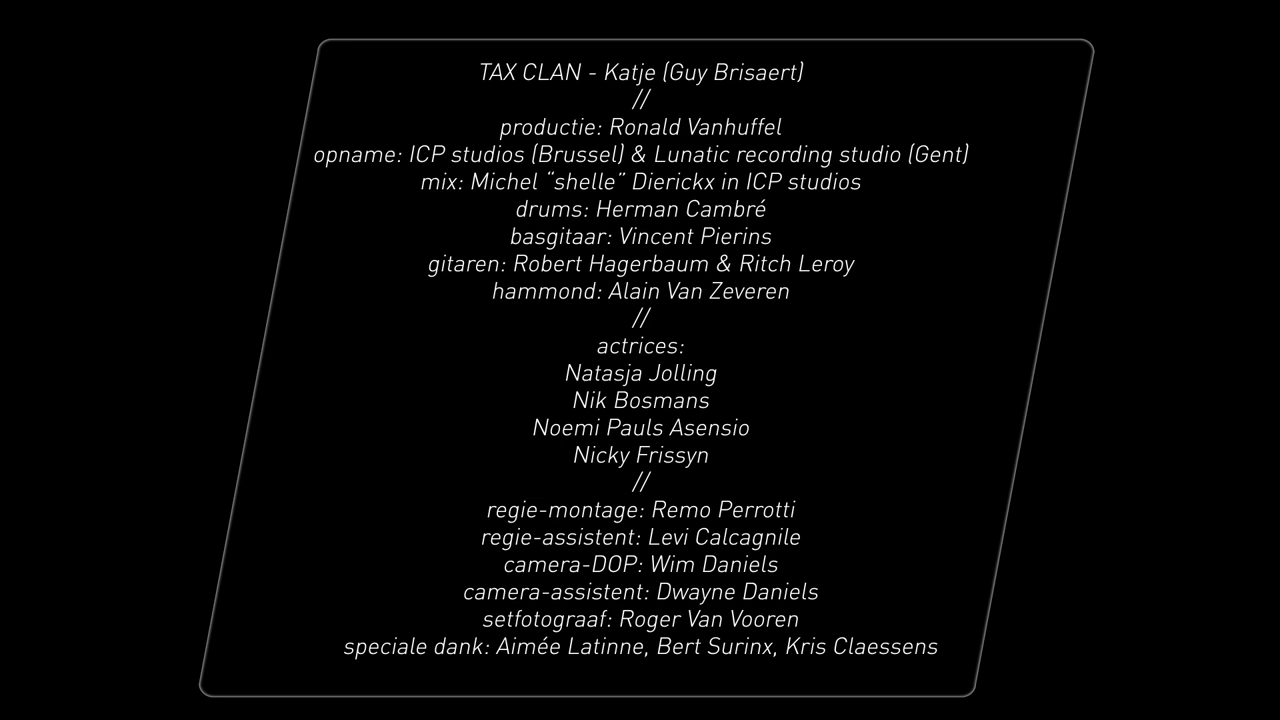 TAX CLAN - Katje (Guy Brisaert)
//
productie: Ronald Vanhuffel
opname: ICP studios (Brussel) & Lunatic recording studio (Gent)
mix: Michel “shelle” Dierickx in ICP studios
drums: Herman Cambré
basgitaar: Vincent Pierins
gitaren: Robert Hagerbaum & Ritch Leroy
hammond: Alain Van Zeveren
//
actrices:
Natasja Jolling
Nik Bosmans
Noemi Pauls Asensio
Nicky Frissyn
//
regie-montage: Remo Perrotti
regie-assistent: Levi Calcagnile
camera-DOP: Wim Daniels
camera-assistent: Dwayne Daniels
setfotograaf: Roger Van Vooren
speciale dank: Aimée Latinne, Bert Surinx, Kris Claessens